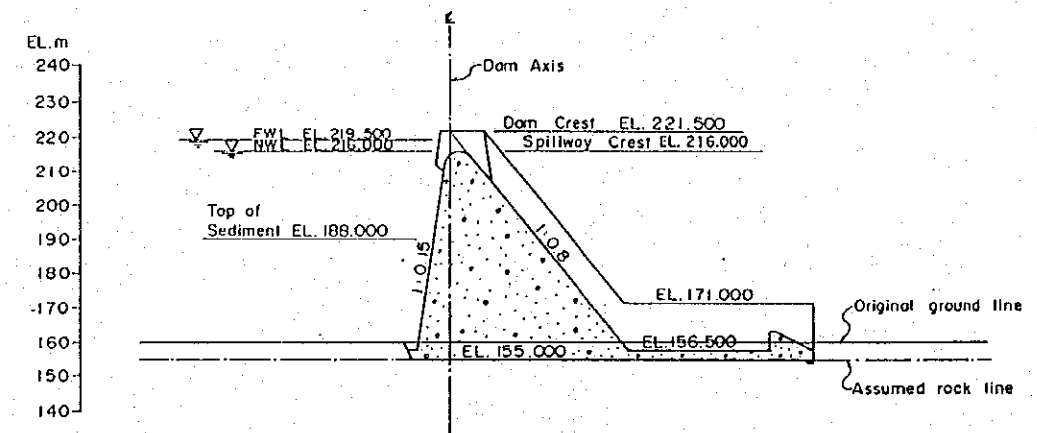 ℄
EL.m
240
230
220
210
200
190
180
170
160
150
140
Dam Axis
FWL EL. 219.500
NWL EL. 216.000
Dam Crest EL. 221.500
Spillway Crest EL. 216.000
Top of
Sediment EL. 188.000
1:0.15
1:0.8
EL. 171.000
Original ground line
EL. 156.500
EL. 155.000
Assumed rock line